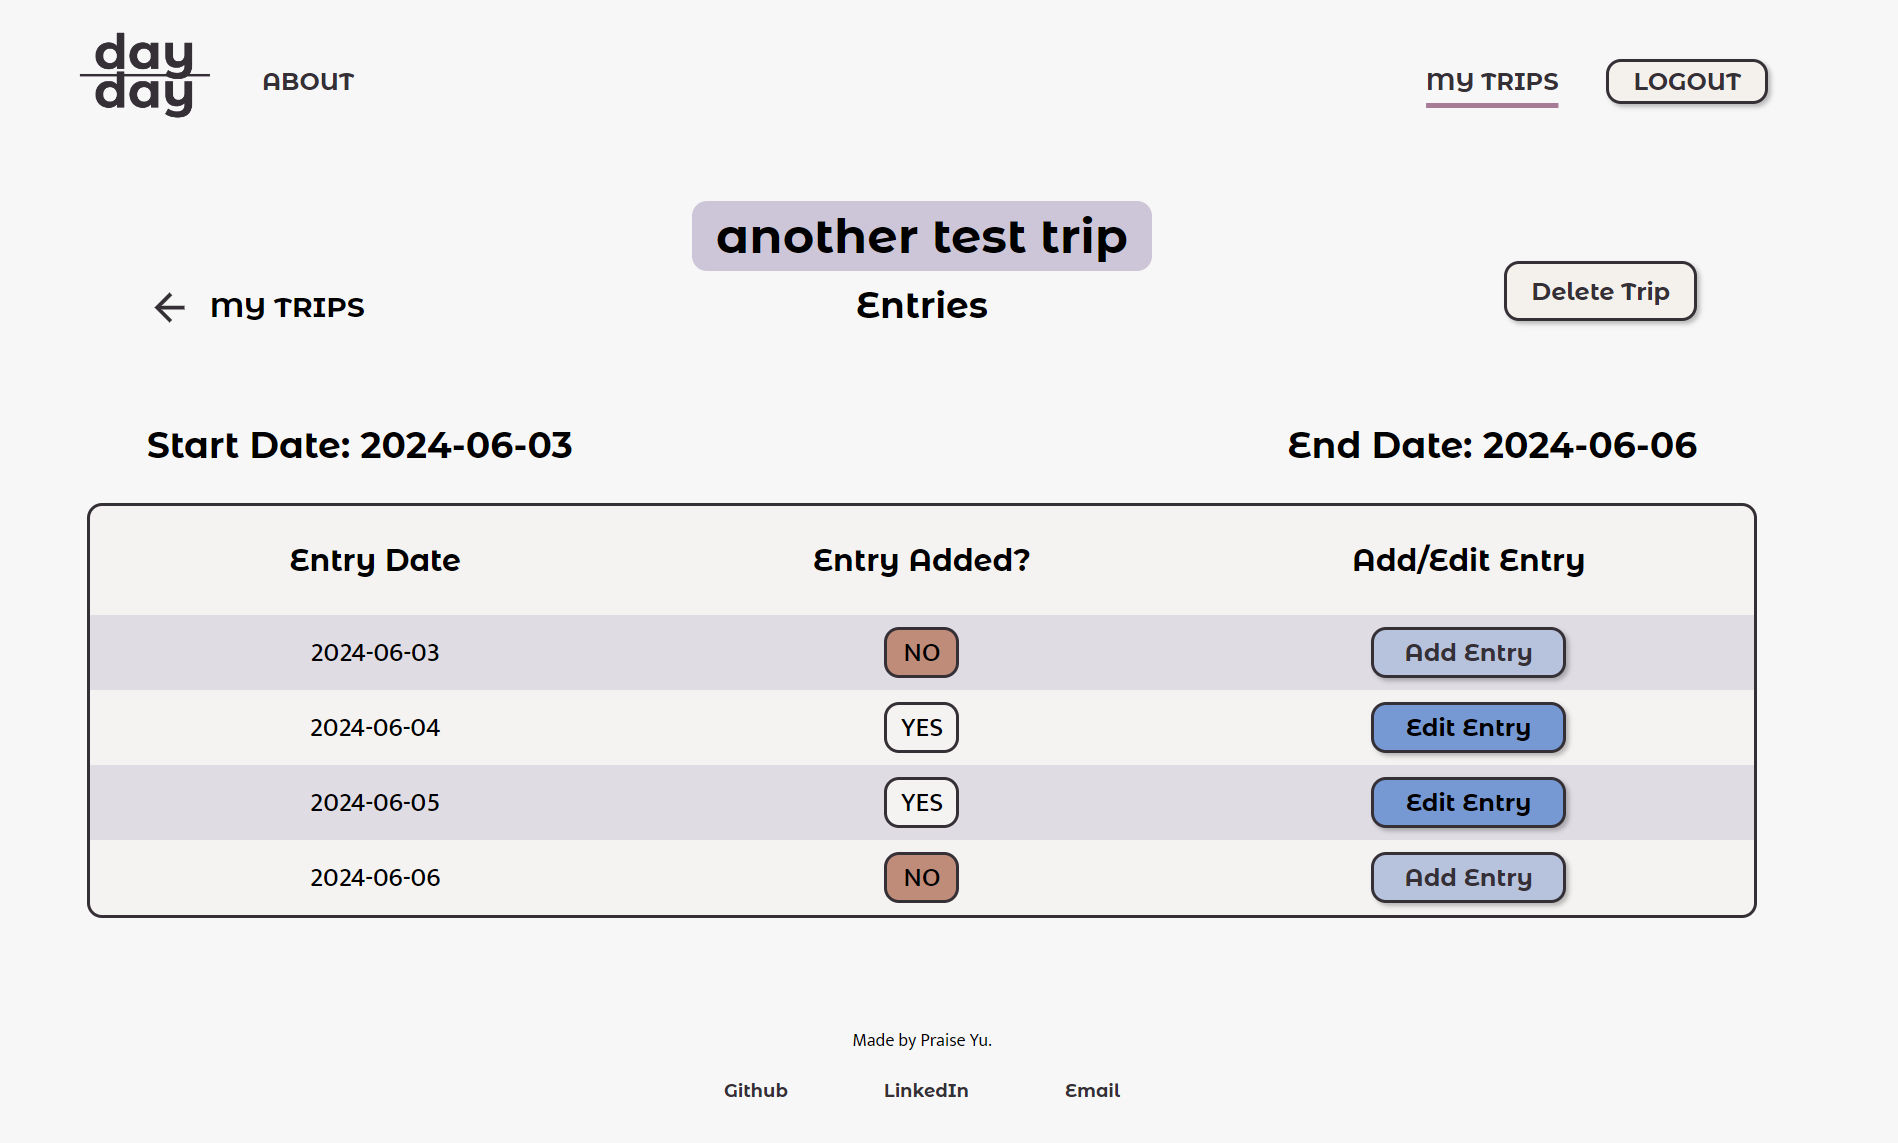 day
day
ABOUT
MY TRIPS
LOGOUT
another test trip
MY TRIPS
Entries
Delete Trip
Start Date: 2024-06-03
End Date: 2024-06-06
Entry Date
Entry Added?
Add/Edit Entry
2024-06-03
NO
Add Entry
2024-06-04
YES
Edit Entry
2024-06-05
YES
Edit Entry
2024-06-06
NO
Add Entry
Made by Praise Yu.
Github
LinkedIn
Email